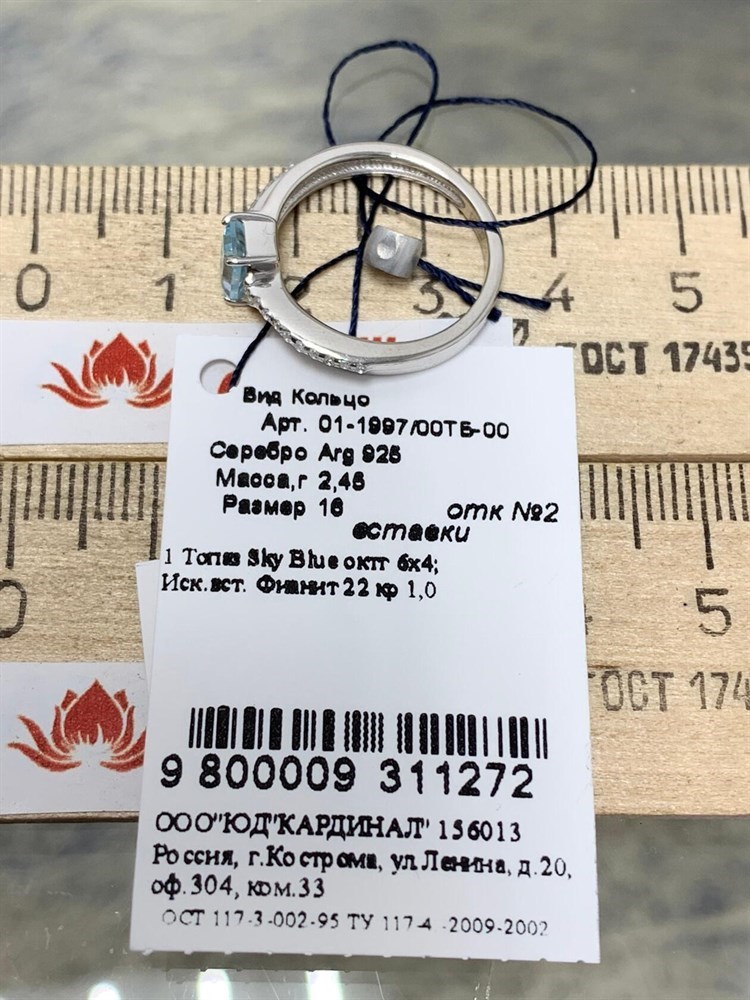 0 1 3 4 5
ГОСТ 17435
Вид Кольцо
Арт. 01-1997/00ТБ-00
Серебро Arg 925
Масса,г 2,45
Размер 16 отк №2
вставки
1 Топаз Sky Blue октг 6х4;
Иск.вст. Фианит 22 кр 1,0
0 4 5
ГОСТ 174
9 800009 311272
ООО"ЮД"КАРДИНАЛ" 156013
Россия, г.Кострома, ул.Ленина, д.20,
оф.304, ком.33
ОСТ 117-3-002-95 ТУ 117-4 -2009-2002